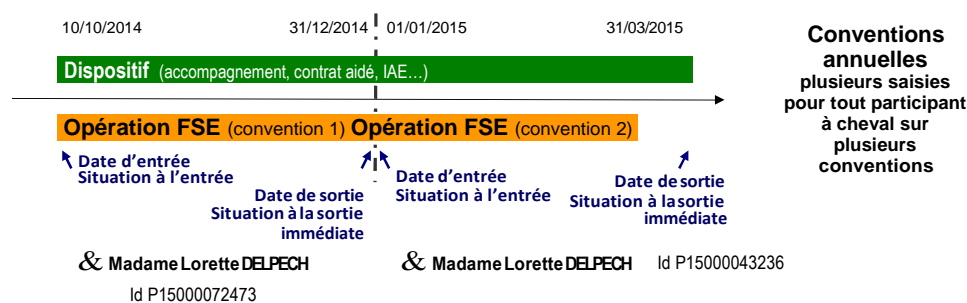 10/10/2014 31/12/2014 01/01/2015 31/03/2015
Dispositif (accompagnement, contrat aidé, IAE…)
Opération FSE (convention 1) Opération FSE (convention 2)
Date d'entrée
Situation à l'entrée
Date de sortie
Situation à la sortie
immédiate
Date d'entrée
Situation à l'entrée
Date de sortie
Situation à la sortie
immédiate
& Madame Lorette DELPECH
Id P15000072473
& Madame Lorette DELPECH Id P15000043236
Conventions
annuelles
plusieurs saisies
pour tout participant
à cheval sur
plusieurs
conventions